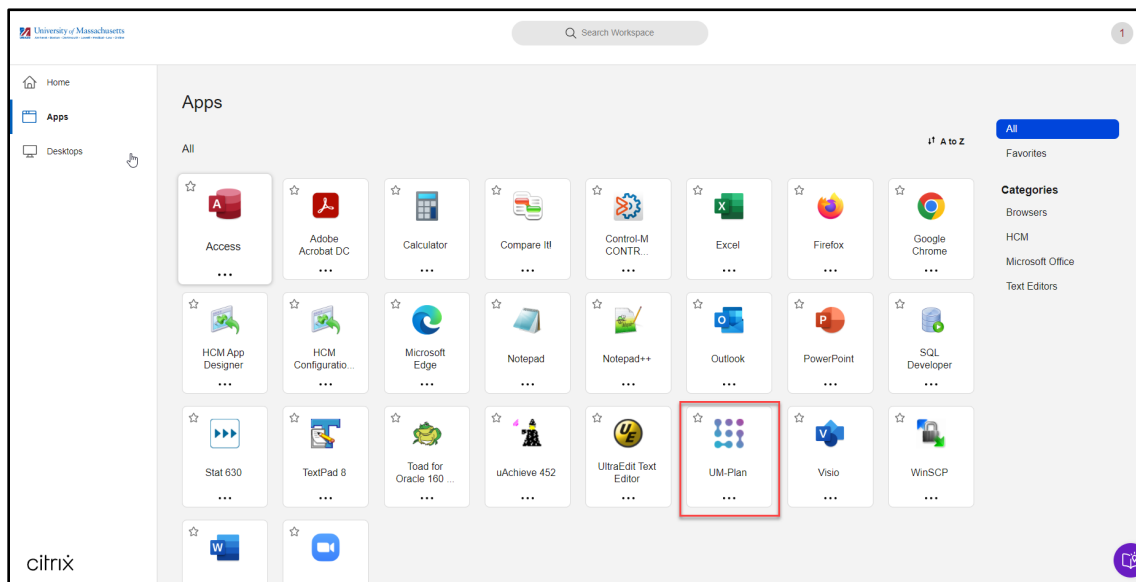 University of Massachusetts
Search Workspace
1
Home
Apps
Desktops
Apps
All
A to Z
Access
Adobe
Acrobat DC
Calculator
Compare It!
Control-M
CONTR...
Excel
Firefox
Google
Chrome
HCM App
Designer
HCM
Configuratio...
Microsoft
Edge
Notepad
Notepad++
Outlook
PowerPoint
SQL
Developer
Stat 630
TextPad 8
Toad for
Oracle 160 ...
4
uAchieve 452
UE
UltraEdit Text
Editor
UM-Plan
Visio
WinSCP
All
Favorites
Categories
Browsers
HCM
Microsoft Office
Text Editors
citrix